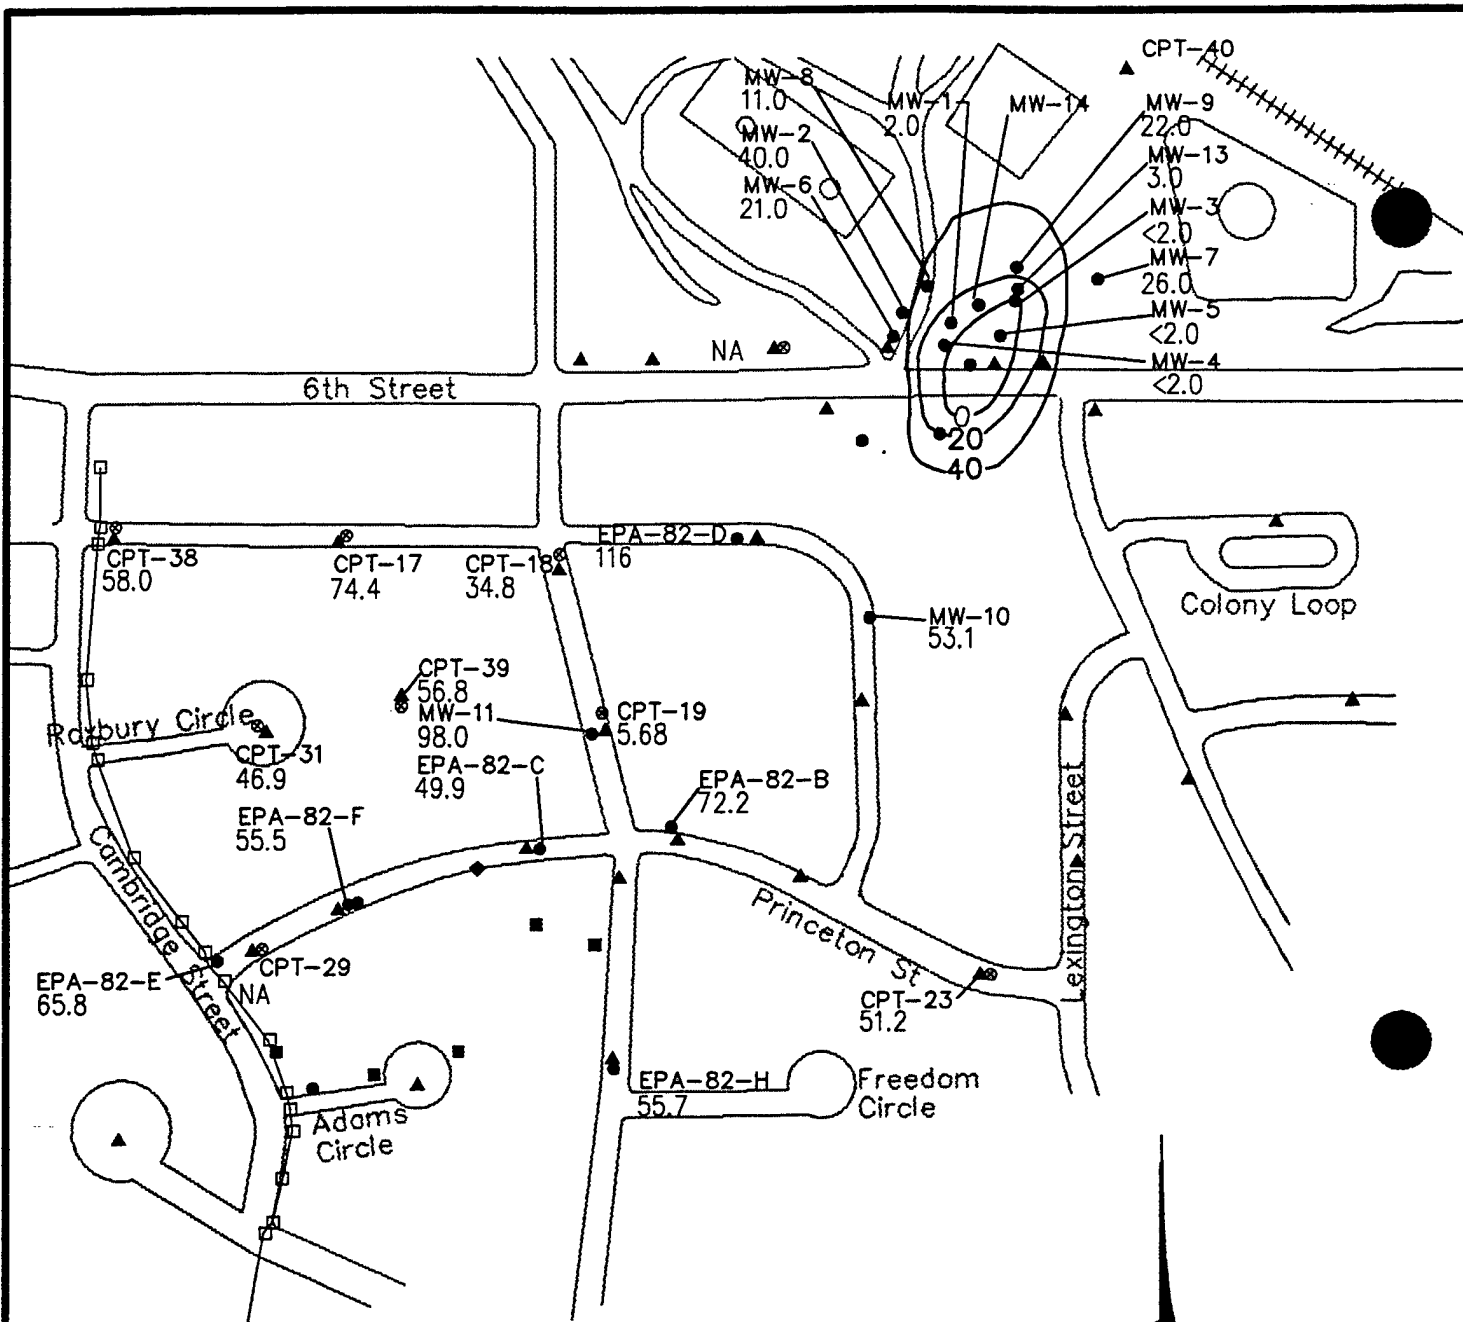 CPT-40
MW-8
11.0
MW-1
2.0
MW-14
MW-9
22.0
MW-2
40.0
MW-13
3.0
MW-6
21.0
MW-3
<2.0
MW-7
26.0
MW-5
<2.0
NA
MW-4
<2.0
6th Street
0
20
40
EPA-82-D
116
CPT-38
58.0
CPT-17
74.4
CPT-18
34.8
Colony Loop
MW-10
53.1
CPT-39
56.8
MW-11
98.0
CPT-19
5.68
Roxbury Circle
CPT-31
46.9
EPA-82-C
49.9
EPA-82-B
72.2
EPA-82-F
55.5
Lexington Street
Cambridge Street
Princeton St
CPT-29
NA
EPA-82-E
65.8
CPT-23
51.2
EPA-82-H
55.7
Freedom
Circle
Adams
Circle